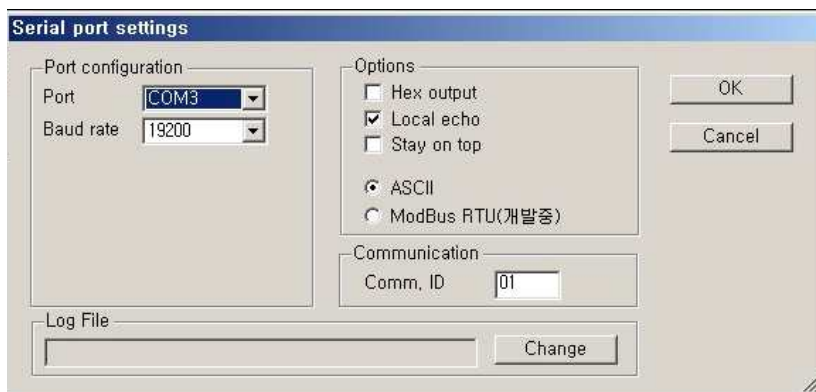 Serial port settings
Port configuration
Port COM3
Baud rate 19200
Options
Hex output
Local echo
Stay on top
ASCII
ModBus RTU(개발중)
OK
Cancel
Communication
Comm, ID 01
Log File
Change